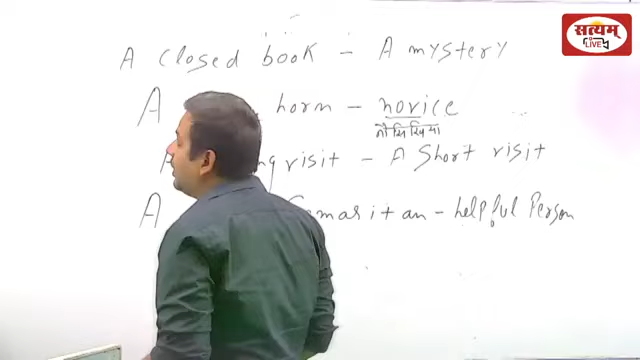 सत्यम्
LIVE
A closed book - A mystery
A horn - novice
नौसिखिया
visit - A Short visit
A Samaritan - helpful Person